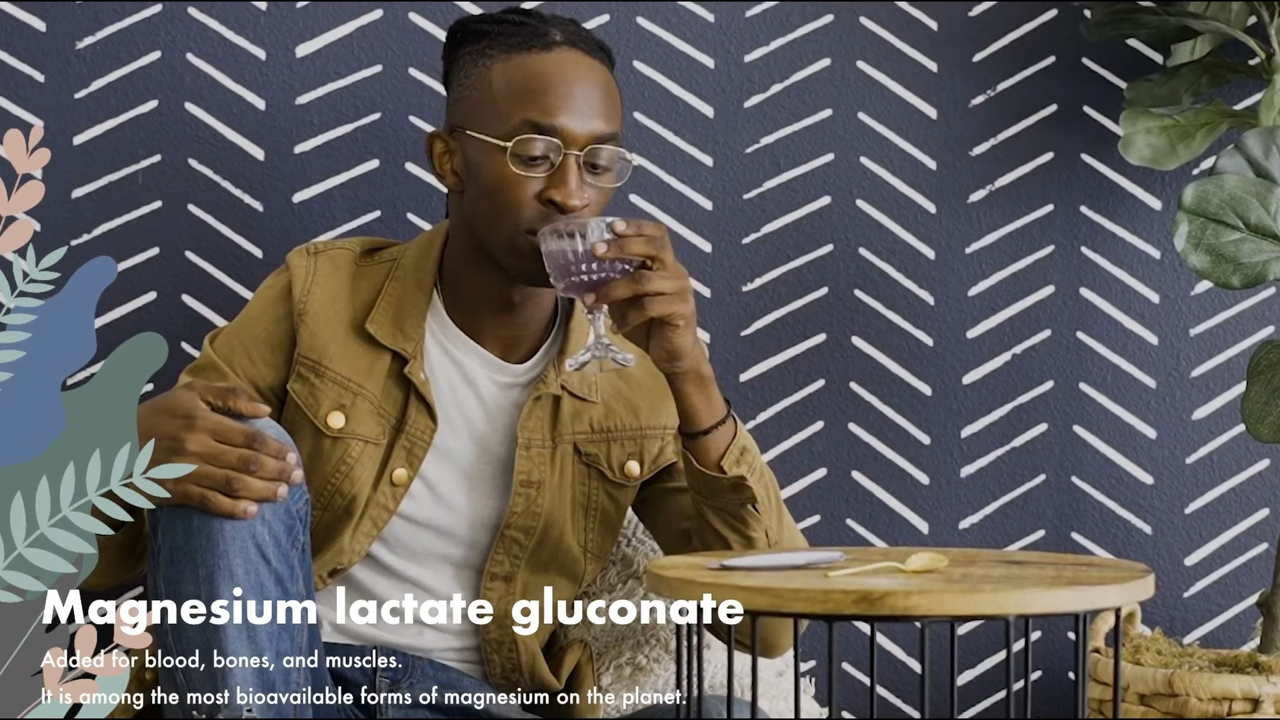 Magnesium lactate gluconate
Added for blood, bones, and muscles.
It is among the most bioavailable forms of magnesium on the planet.